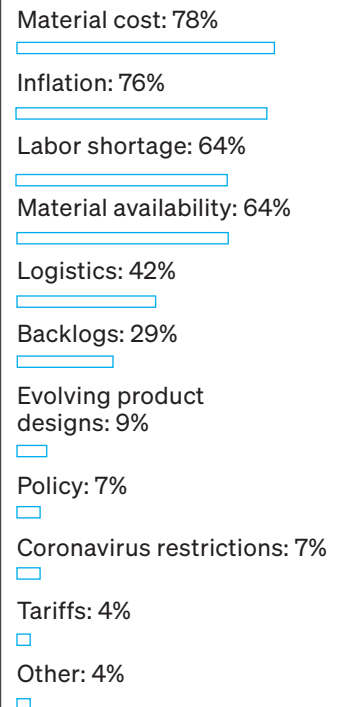 Material cost: 78%
Inflation: 76%
Labor shortage: 64%
Material availability: 64%
Logistics: 42%
Backlogs: 29%
Evolving product
designs: 9%
Policy: 7%
Coronavirus restrictions: 7%
Tariffs: 4%
Other: 4%